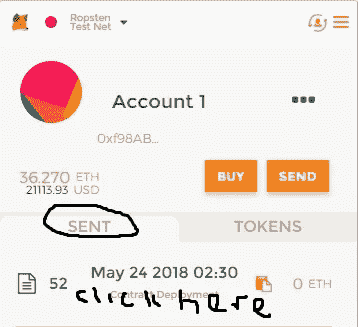 Ropsten
Test Net
Account 1
0xf98AB...
36.270 ETH
21113.93 USD
BUY
SEND
SENT
TOKENS
May 24 2018 02:30
52
0 ETH
Contract Deployment
click here